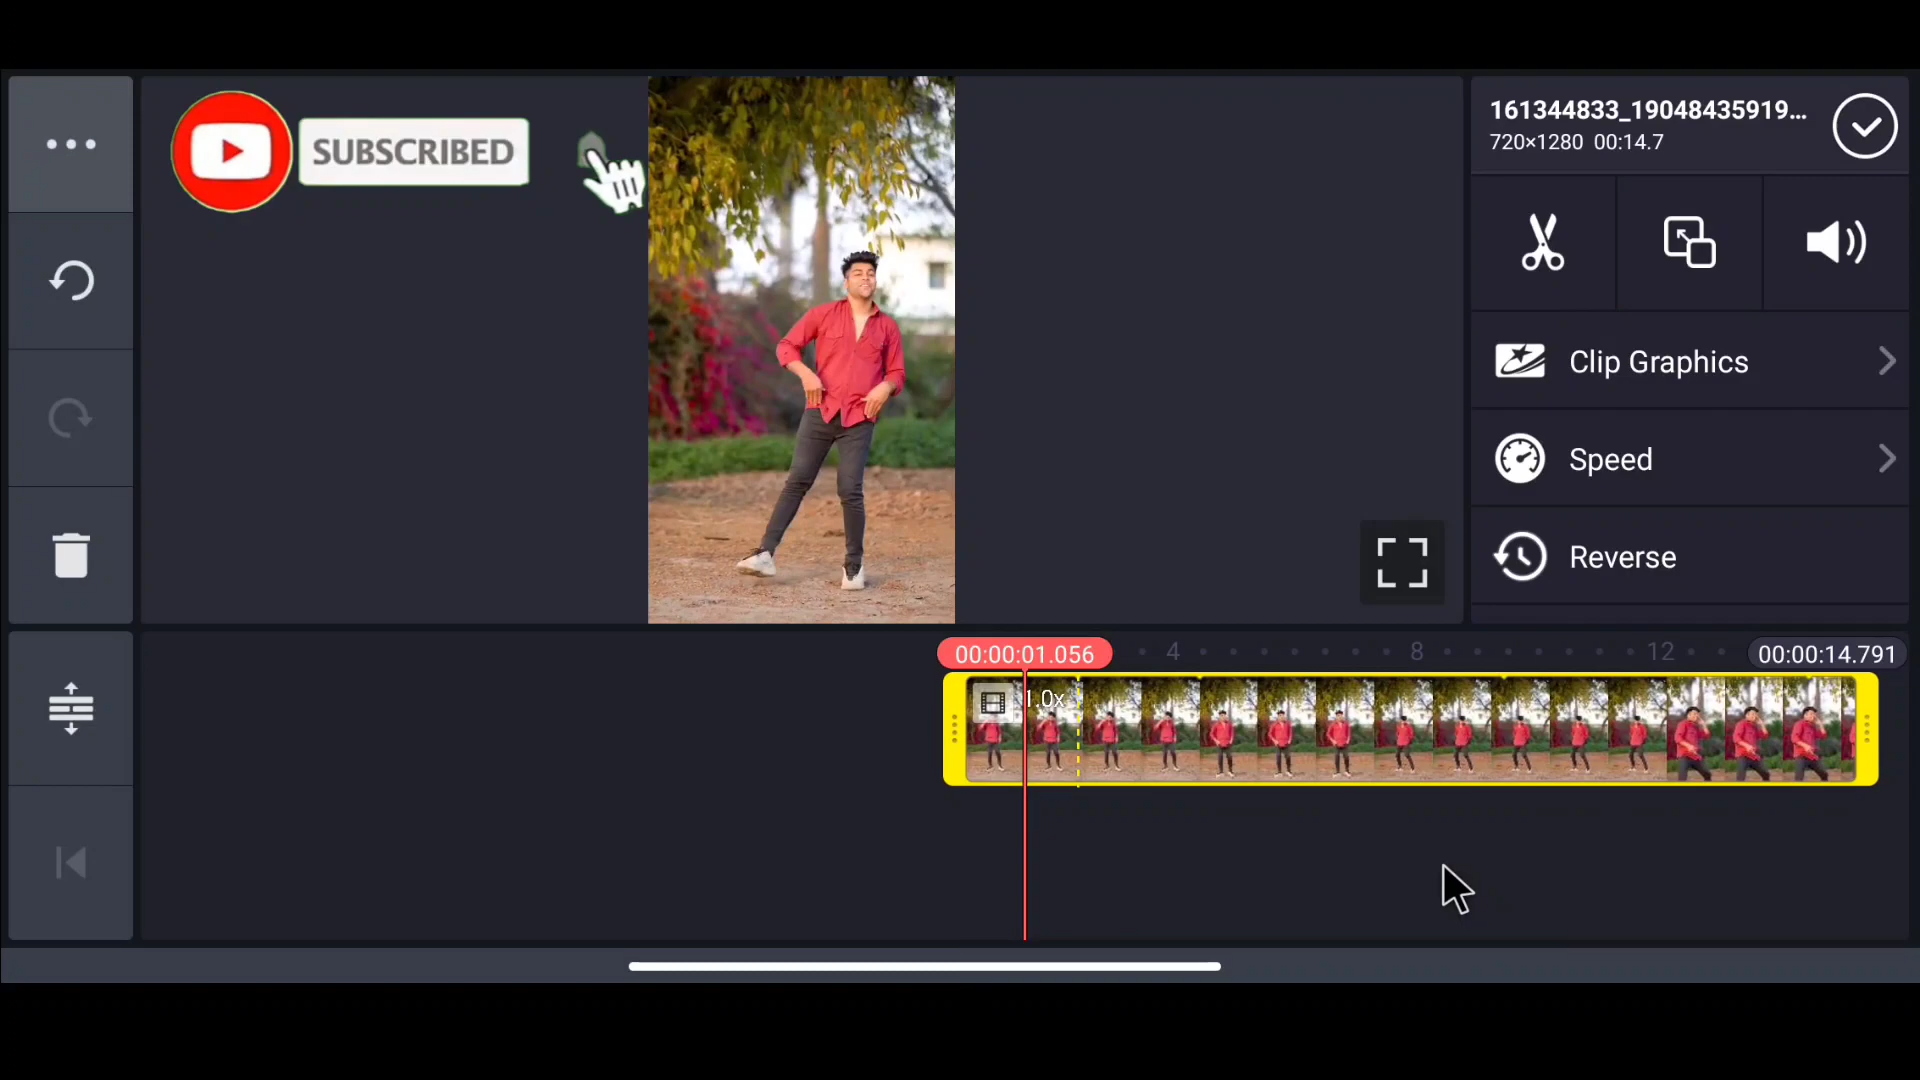 SUBSCRIBED
161344833_19048435919...
720×1280 00:14.7
Clip Graphics
Speed
Reverse
00:00:01.056
4
8
12
00:00:14.791
1.0x